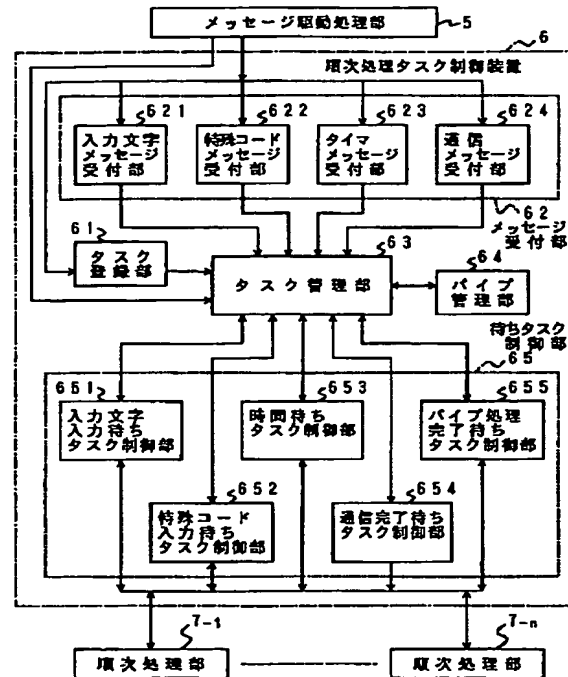 メッセージ駆動処理部
5
6
順次処理タスク制御装置
621
622
623
624
入力文字
メッセージ
受付部
特殊コード
メッセージ
受付部
タイマ
メッセージ
受付部
通信
メッセージ
受付部
62
メッセージ
受付部
61
タスク
登録部
63
タスク管理部
64
パイプ
管理部
待ちタスク
制御部
65
651
入力文字
入力待ち
タスク制御部
653
時間待ち
タスク制御部
655
パイプ処理
完了待ち
タスク制御部
652
特殊コード
入力待ち
タスク制御部
654
通信完了待ち
タスク制御部
7-1
順次処理部
7-n
順次処理部